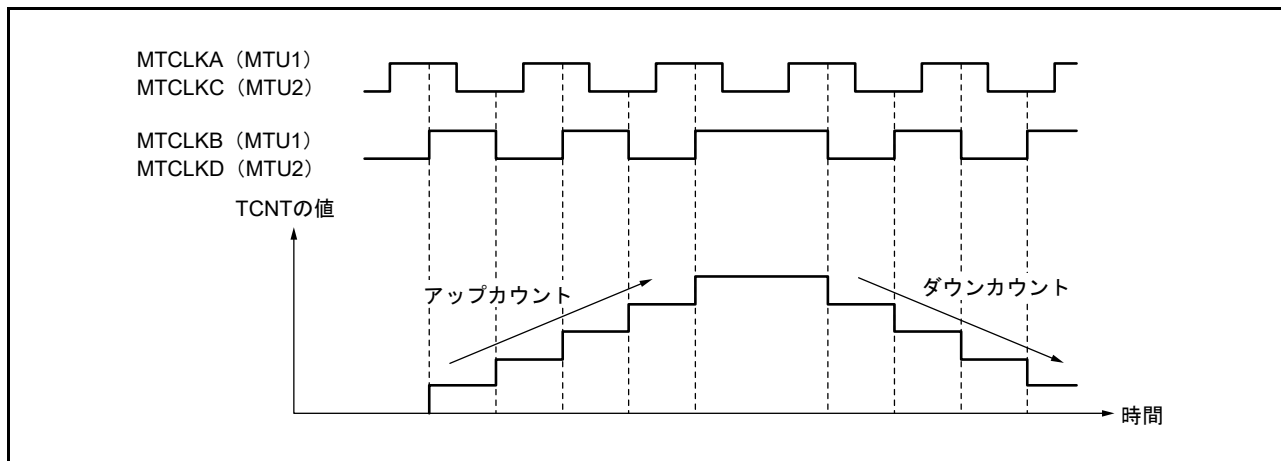 MTCLKA（MTU1）
MTCLKC（MTU2）
MTCLKB（MTU1）
MTCLKD（MTU2）
TCNTの値
アップカウント
ダウンカウント
時間